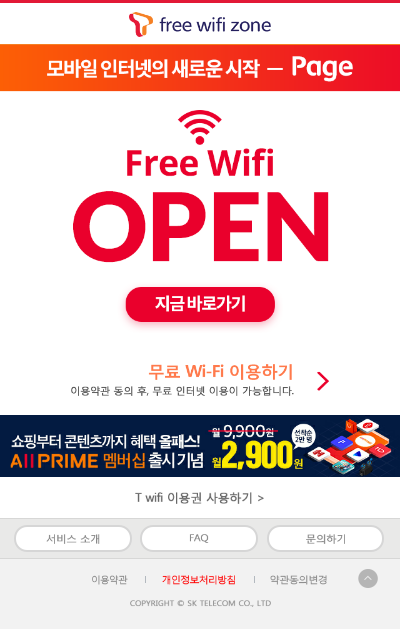 free wifi zone
모바일 인터넷의 새로운 시작 – Page
Free Wifi
OPEN
지금 바로가기
무료 Wi-Fi 이용하기
이용약관 동의 후, 무료 인터넷 이용이 가능합니다.
쇼핑부터 콘텐츠까지 혜택 올패스!
AllPRIME 멤버십 출시 기념
월 9,900원
월 2,900원
선착순
2만 명
T wifi 이용권 사용하기 >
서비스 소개
FAQ
문의하기
이용약관 | 개인정보처리방침 | 약관동의변경
COPYRIGHT © SK TELECOM CO., LTD